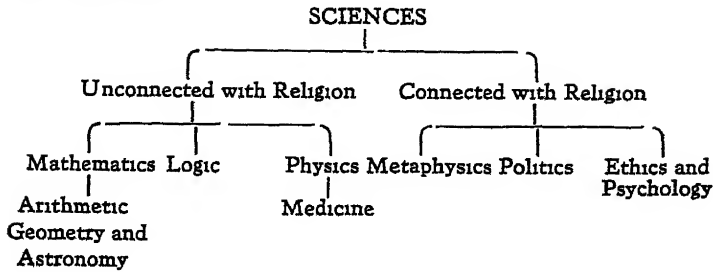 SCIENCES
Unconnected with Religion Connected with Religion
Mathematics Logic Physics Metaphysics Politics Ethics and
Psychology
Arithmetic
Geometry and
Astronomy
Medicine